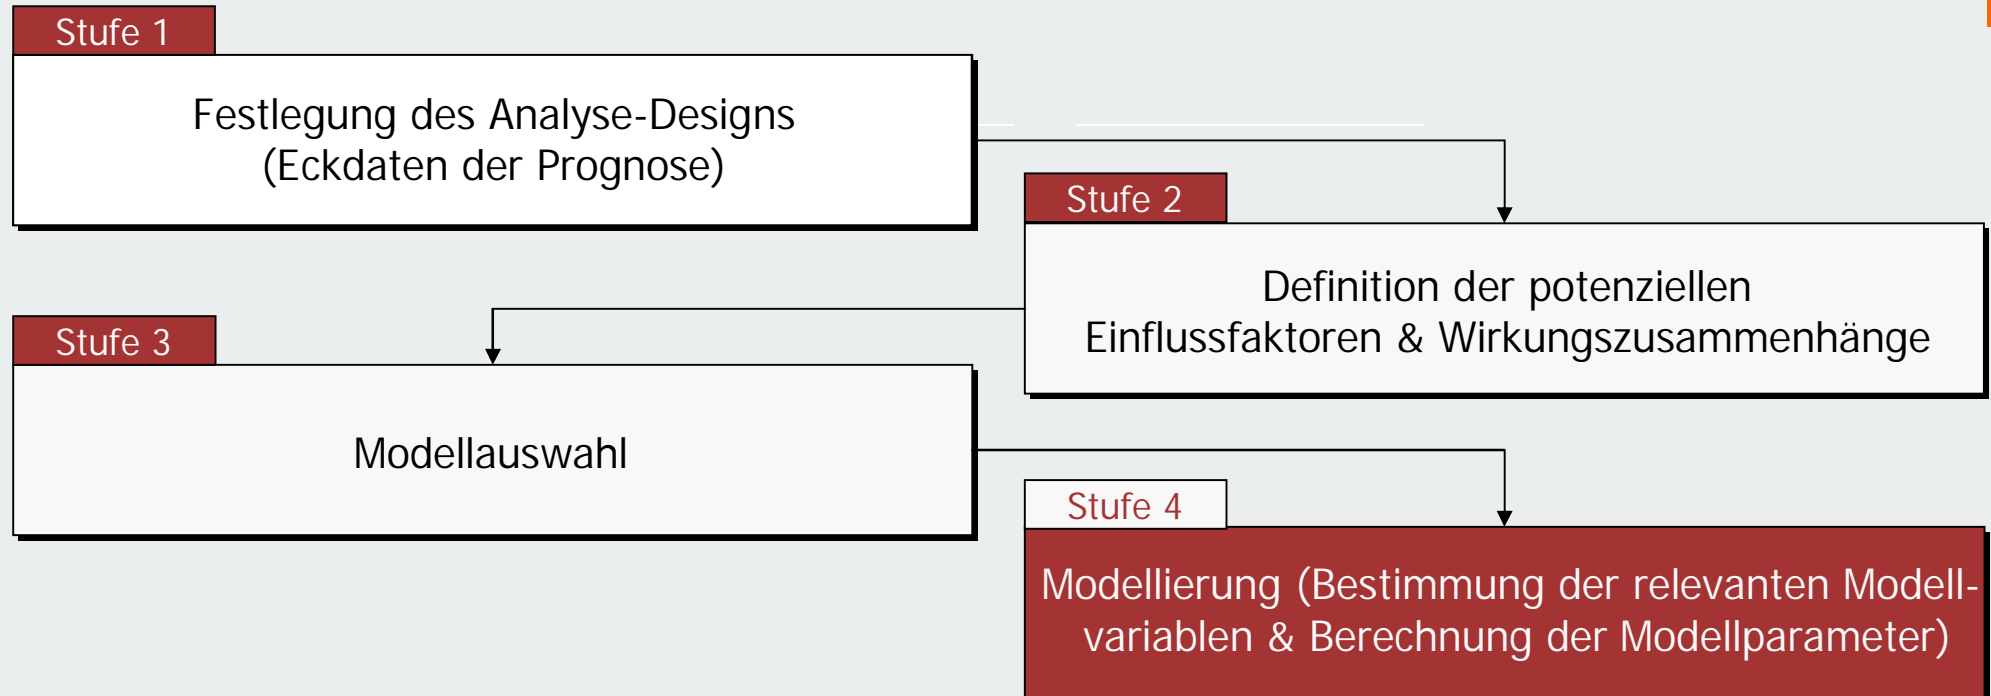 Stufe 1
Festlegung des Analyse-Designs
(Eckdaten der Prognose)
Stufe 2
Definition der potenziellen
Einflussfaktoren & Wirkungszusammenhänge
Stufe 3
Modellauswahl
Stufe 4
Modellierung (Bestimmung der relevanten Modell-
variablen & Berechnung der Modellparameter)